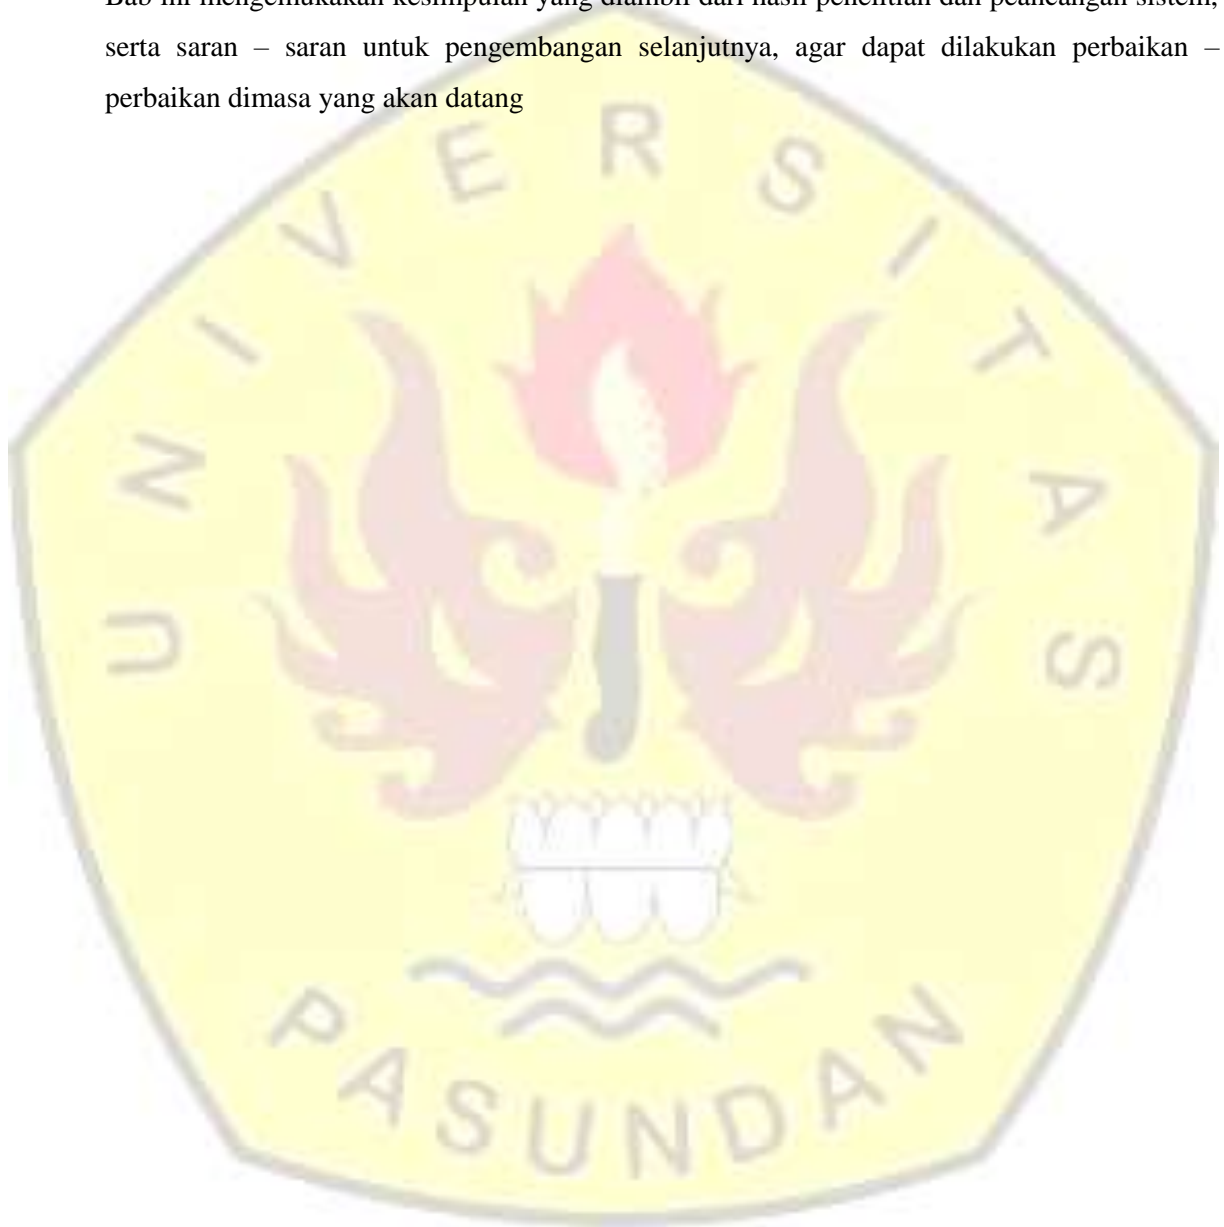 Bab ini mengemukakan kesimpulan yang diambil dari hasil penelitian dan peancangan sistem,
serta saran – saran untuk pengembangan selanjutnya, agar dapat dilakukan perbaikan –
perbaikan dimasa yang akan datang
UNIVERSITAS
PASUNDAN